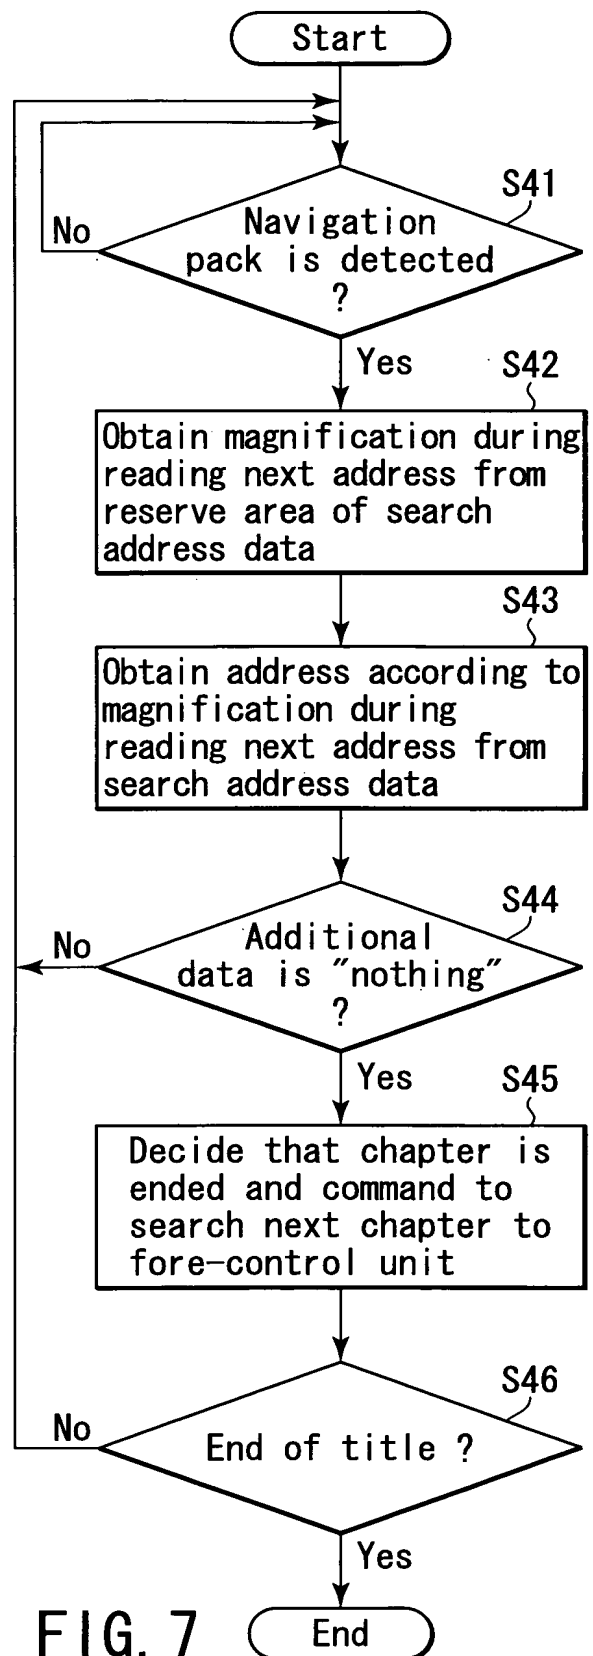 Start
S41
No
Navigation
pack is detected
?
Yes
S42
Obtain magnification during
reading next address from
reserve area of search
address data
S43
Obtain address according to
magnification during
reading next address from
search address data
S44
No
Additional
data is "nothing"
?
Yes
S45
Decide that chapter is
ended and command to
search next chapter to
fore-control unit
S46
No
End of title ?
Yes
FIG. 7
End